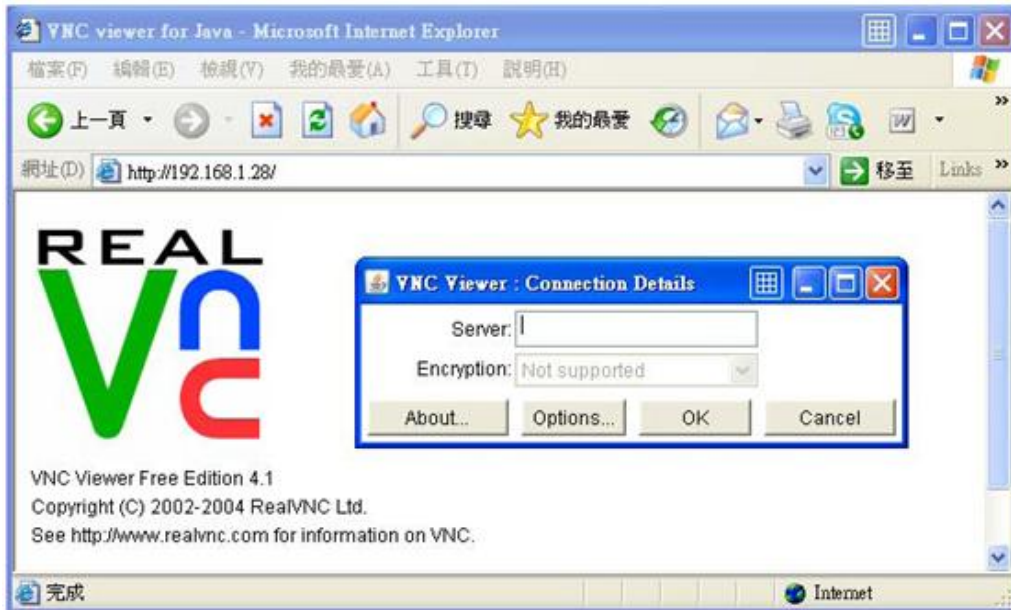 VNC viewer for Java - Microsoft Internet Explorer
檔案(F) 編輯(E) 檢視(V) 我的最愛(A) 工具(T) 說明(H)
上一頁 搜尋 我的最愛 W »
網址(D) http://192.168.1.28/ 移至 Links »
REAL
Vnc
VNC Viewer : Connection Details
Server:
Encryption: Not supported
About... Options... OK Cancel
VNC Viewer Free Edition 4.1
Copyright (C) 2002-2004 RealVNC Ltd.
See http://www.realvnc.com for information on VNC.
完成 Internet